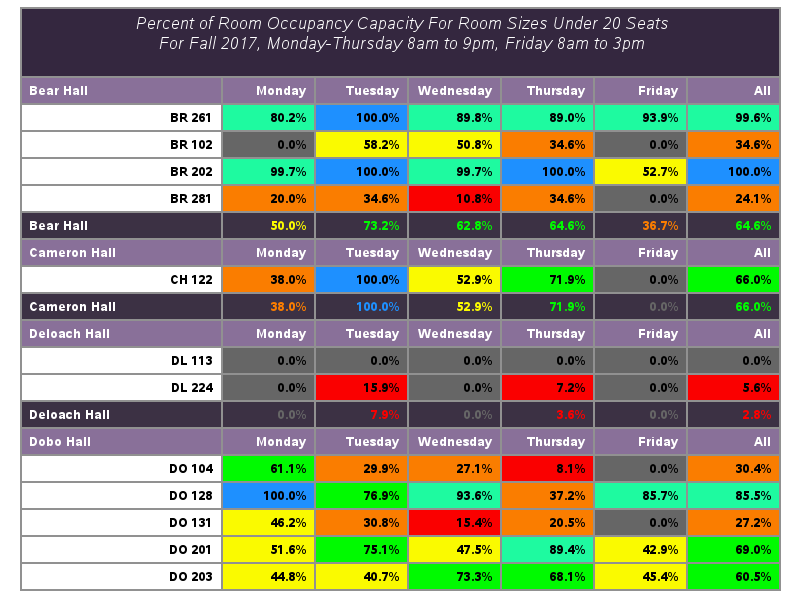 Percent of Room Occupancy Capacity For Room Sizes Under 20 Seats
For Fall 2017, Monday-Thursday 8am to 9pm, Friday 8am to 3pm
Bear Hall Monday Tuesday Wednesday Thursday Friday All
BR 261 80.2% 100.0% 89.8% 89.0% 93.9% 99.6%
BR 102 0.0% 58.2% 50.8% 34.6% 0.0% 34.6%
BR 202 99.7% 100.0% 99.7% 100.0% 52.7% 100.0%
BR 281 20.0% 34.6% 10.8% 34.6% 0.0% 24.1%
Bear Hall 50.0% 73.2% 62.8% 64.6% 36.7% 64.6%
Cameron Hall Monday Tuesday Wednesday Thursday Friday All
CH 122 38.0% 100.0% 52.9% 71.9% 0.0% 66.0%
Cameron Hall 38.0% 100.0% 52.9% 71.9% 0.0% 66.0%
Deloach Hall Monday Tuesday Wednesday Thursday Friday All
DL 113 0.0% 0.0% 0.0% 0.0% 0.0% 0.0%
DL 224 0.0% 15.9% 0.0% 7.2% 0.0% 5.6%
Deloach Hall 0.0% 7.9% 0.0% 3.6% 0.0% 2.8%
Dobo Hall Monday Tuesday Wednesday Thursday Friday All
DO 104 61.1% 29.9% 27.1% 8.1% 0.0% 30.4%
DO 128 100.0% 76.9% 93.6% 37.2% 85.7% 85.5%
DO 131 46.2% 30.8% 15.4% 20.5% 0.0% 27.2%
DO 201 51.6% 75.1% 47.5% 89.4% 42.9% 69.0%
DO 203 44.8% 40.7% 73.3% 68.1% 45.4% 60.5%